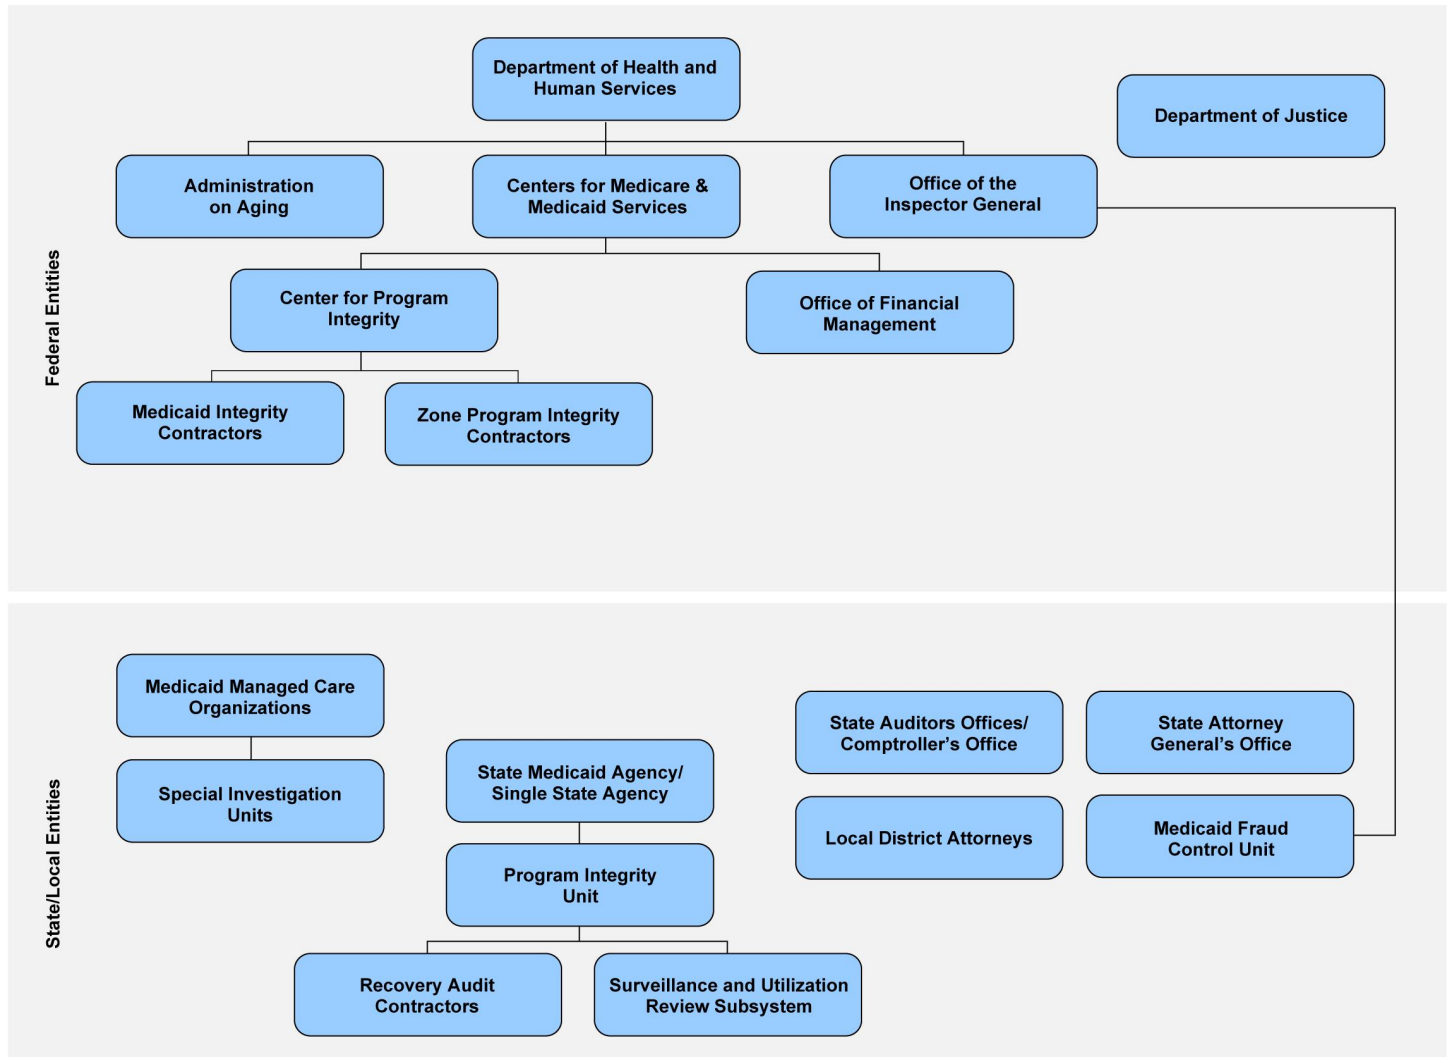 Federal Entities
Department of Health and
Human Services
Department of Justice
Administration
on Aging
Centers for Medicare &
Medicaid Services
Office of the
Inspector General
Center for Program
Integrity
Office of Financial
Management
Medicaid Integrity
Contractors
Zone Program Integrity
Contractors
State/Local Entities
Medicaid Managed Care
Organizations
Special Investigation
Units
State Medicaid Agency/
Single State Agency
Program Integrity
Unit
Recovery Audit
Contractors
Surveillance and Utilization
Review Subsystem
State Auditors Offices/
Comptroller’s Office
State Attorney
General’s Office
Local District Attorneys
Medicaid Fraud
Control Unit